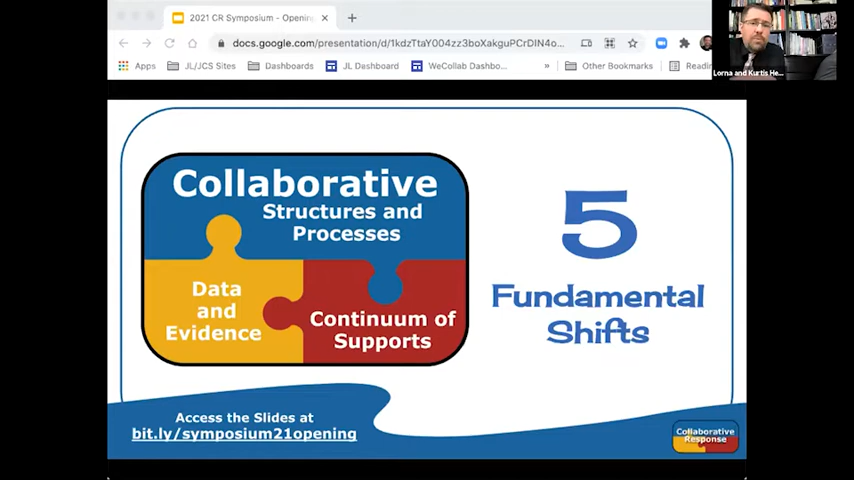 2021 CR Symposium - Opening
docs.google.com/presentation/d/1kdzTtaY004zz3boXakguPCrDIN4o...
Apps
JL/JCS Sites
Dashboards
JL Dashboard
WeCollab Dashbo...
»
Other Bookmarks
Readin
Lorna and Kurtis He...
Collaborative
Structures and
Processes
Data
and
Evidence
Continuum of
Supports
5
Fundamental
Shifts
Access the Slides at
bit.ly/symposium21opening
Collaborative
Response